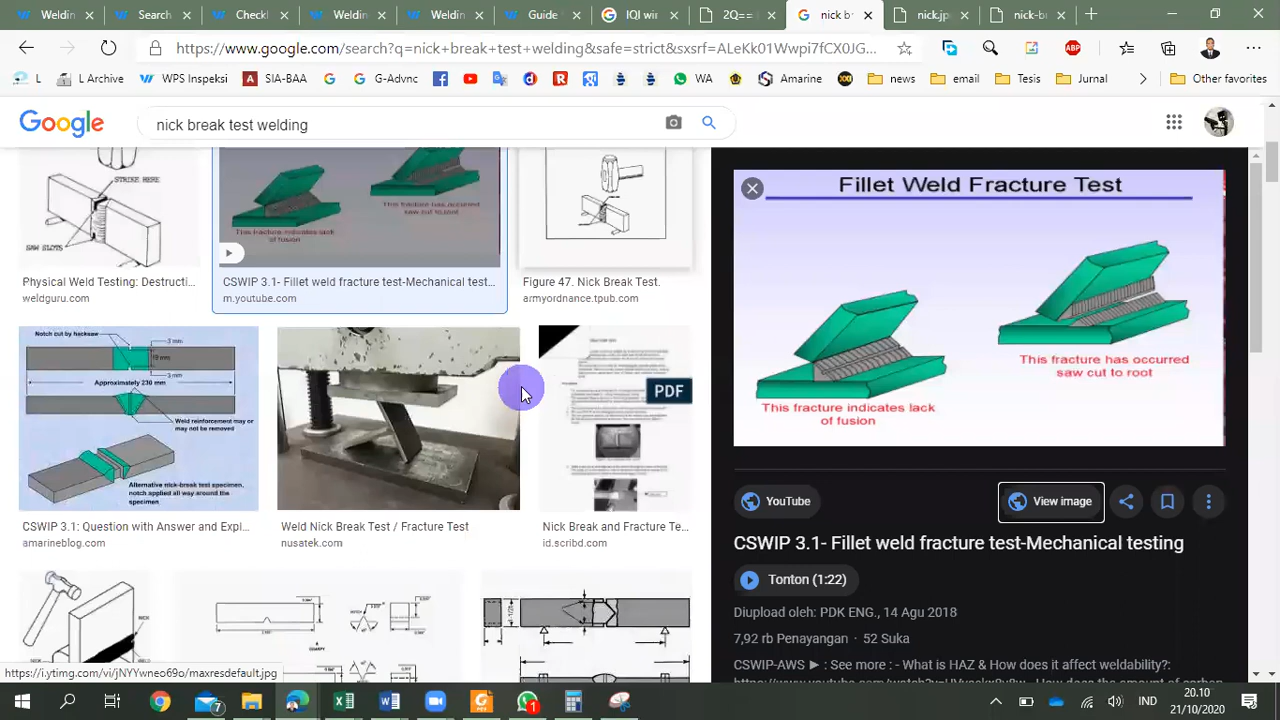 Weldin
Weldin
Check
Weldin
Weldin
Guide
IQI wir
2Q==
nick b
nick.jp
nick-b
https://www.google.com/search?q=nick+break+test+welding&safe=strict&sxsrf=ALeKk01Wwpi7fCX0JG...
L
L Archive
WPS Inspeksi
SIA-BAA
G-Advnc
WA
Amarine
news
email
Tesis
Jurnal
Other favorites
Google
nick break test welding
STRIKE HERE
SAW SLOTS
This fracture indicates lack
of fusion
This fracture has occurred
saw cut to root
Physical Weld Testing: Destructi...
weldguru.com
CSWIP 3.1- Fillet weld fracture test-Mechanical test...
m.youtube.com
Figure 47. Nick Break Test.
armyordnance.tpub.com
Notch cut by hacksaw
3 mm
19 mm
3 mm
Approximately 230 mm
Weld reinforcement may or
may not be removed
Alternative nick-break test specimen,
notch applied all way around the
specimen
PDF
CSWIP 3.1: Question with Answer and Expl...
amarineblog.com
Weld Nick Break Test / Fracture Test
nusatek.com
Nick Break and Fracture Te...
id.scribd.com
Fillet Weld Fracture Test
This fracture indicates lack
of fusion
This fracture has occurred
saw cut to root
YouTube
View image
CSWIP 3.1- Fillet weld fracture test-Mechanical testing
Tonton (1:22)
Diupload oleh: PDK ENG., 14 Agu 2018
7,92 rb Penayangan · 52 Suka
CSWIP-AWS ► : See more : - What is HAZ & How does it affect weldability?:
https://i.ytimg.com/vi/jNYYwneo69o/maxresdefault.jpg
7
1
IND
20.10
21/10/2020